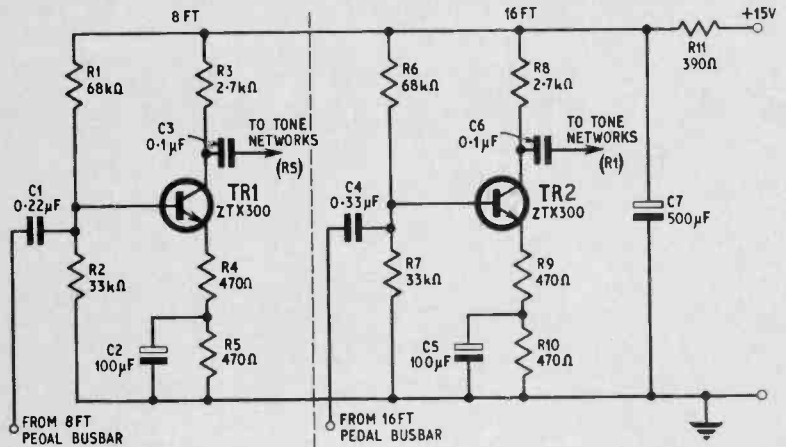 8 FT
16 FT
+15V
R11
390Ω
R1
68kΩ
R3
2·7kΩ
C3
0·1μF
TO TONE
NETWORKS
(R5)
R6
68kΩ
R8
2·7kΩ
C6
0·1μF
TO TONE
NETWORKS
(R1)
C1
0·22μF
TR1
ZTX300
C4
0·33μF
TR2
ZTX300
C7
500μF
R2
33kΩ
R4
470Ω
R7
33kΩ
R9
470Ω
C2
100μF
R5
470Ω
C5
100μF
R10
470Ω
FROM 8FT
PEDAL BUSBAR
FROM 16FT
PEDAL BUSBAR